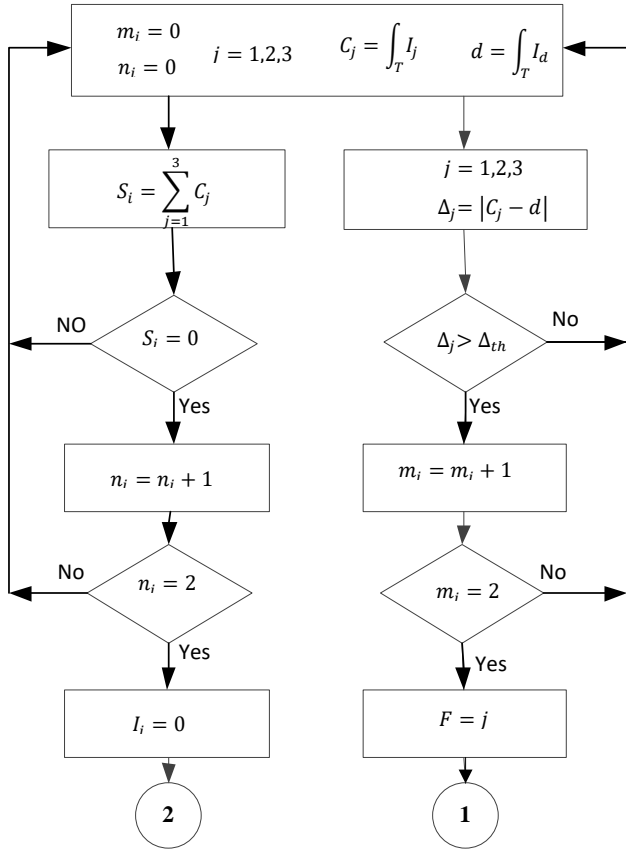 mᵢ = 0
nᵢ = 0
j = 1,2,3
Cⱼ = ∫_T Iⱼ
d = ∫_T I_d
Sᵢ = ∑_{j=1}^{3} Cⱼ
j = 1,2,3
Δⱼ = |Cⱼ − d|
NO
Sᵢ = 0
Yes
Δⱼ > Δ_th
No
Yes
nᵢ = nᵢ + 1
mᵢ = mᵢ + 1
No
nᵢ = 2
Yes
mᵢ = 2
No
Yes
Iᵢ = 0
F = j
2
1